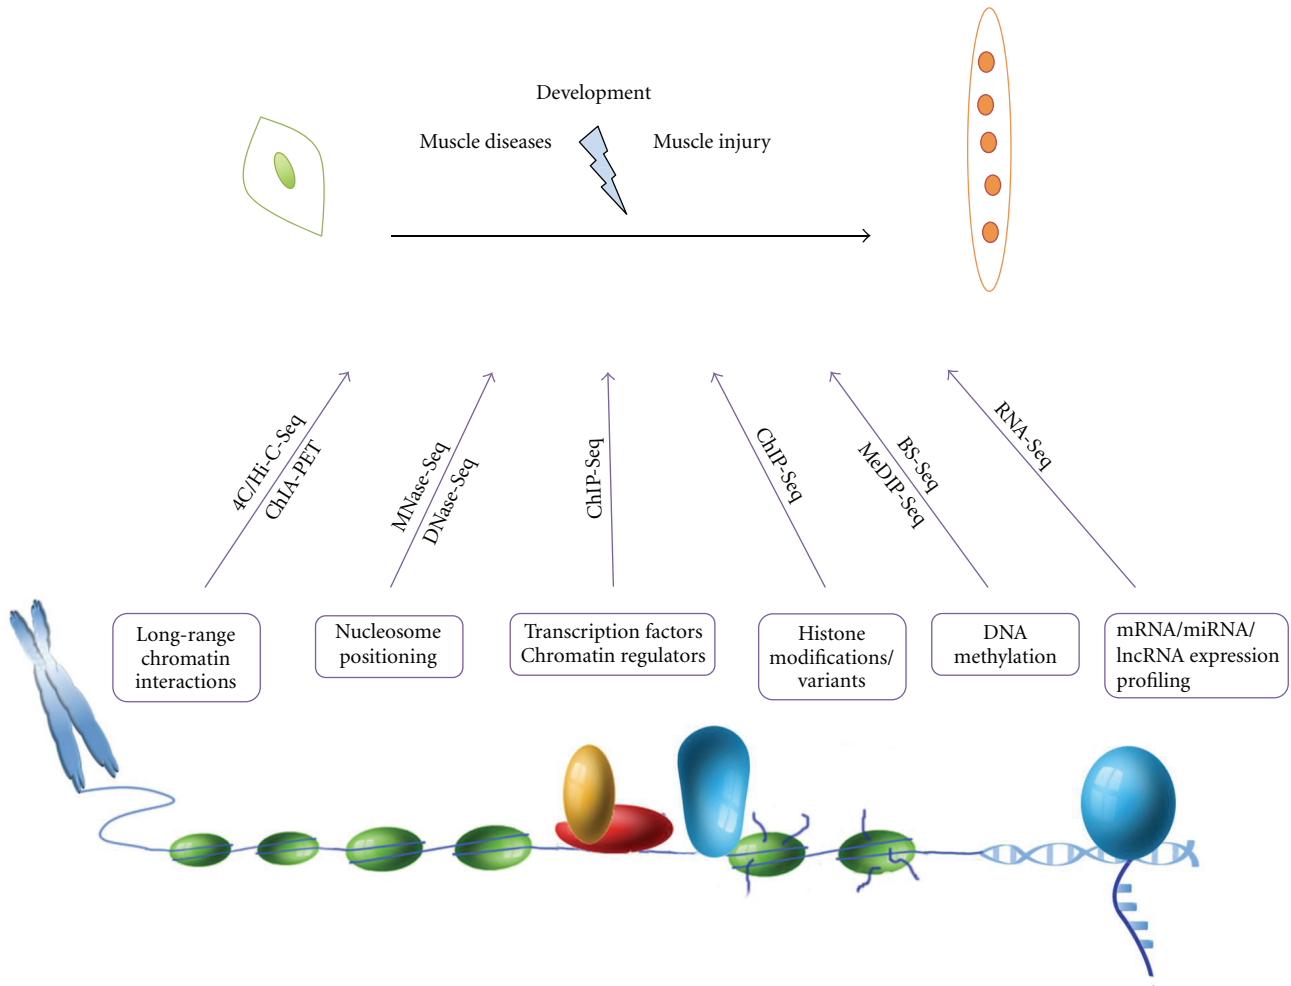 Development
Muscle diseases
Muscle injury
4C/Hi-C-Seq
ChIA-PET
MNase-Seq
DNase-Seq
ChIP-Seq
ChIP-Seq
BS-Seq
MeDIP-Seq
RNA-Seq
Long-range
chromatin
interactions
Nucleosome
positioning
Transcription factors
Chromatin regulators
Histone
modifications/
variants
DNA
methylation
mRNA/miRNA/
lncRNA expression
profiling